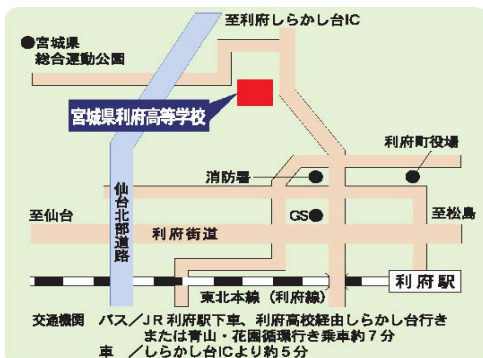 至利府しらかし台IC
宮城県
総合運動公園
宮城県利府高等学校
利府町役場
消防署
仙台北部道路
GS
至仙台
利府街道
至松島
利府駅
東北本線（利府線）
交通機関 バス／JR利府駅下車、利府高校経由しらかし台行き
または青山・花園循環行き乗車約7分
車 ／しらかし台ICより約5分